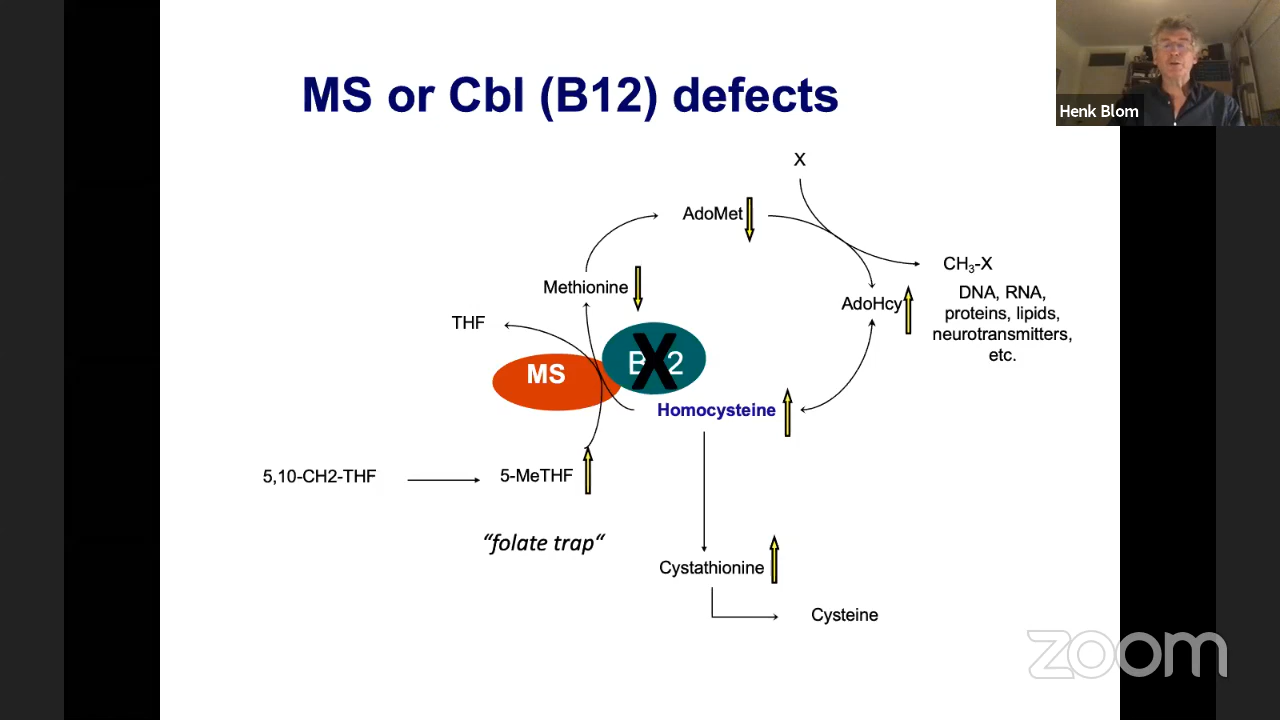 MS or Cbl (B12) defects
Henk Blom
X
AdoMet
CH₃-X
Methionine
AdoHcy
DNA, RNA,
proteins, lipids,
neurotransmitters,
etc.
THF
MS
B12
X
Homocysteine
5,10-CH2-THF
5-MeTHF
“folate trap“
Cystathionine
Cysteine
zoom